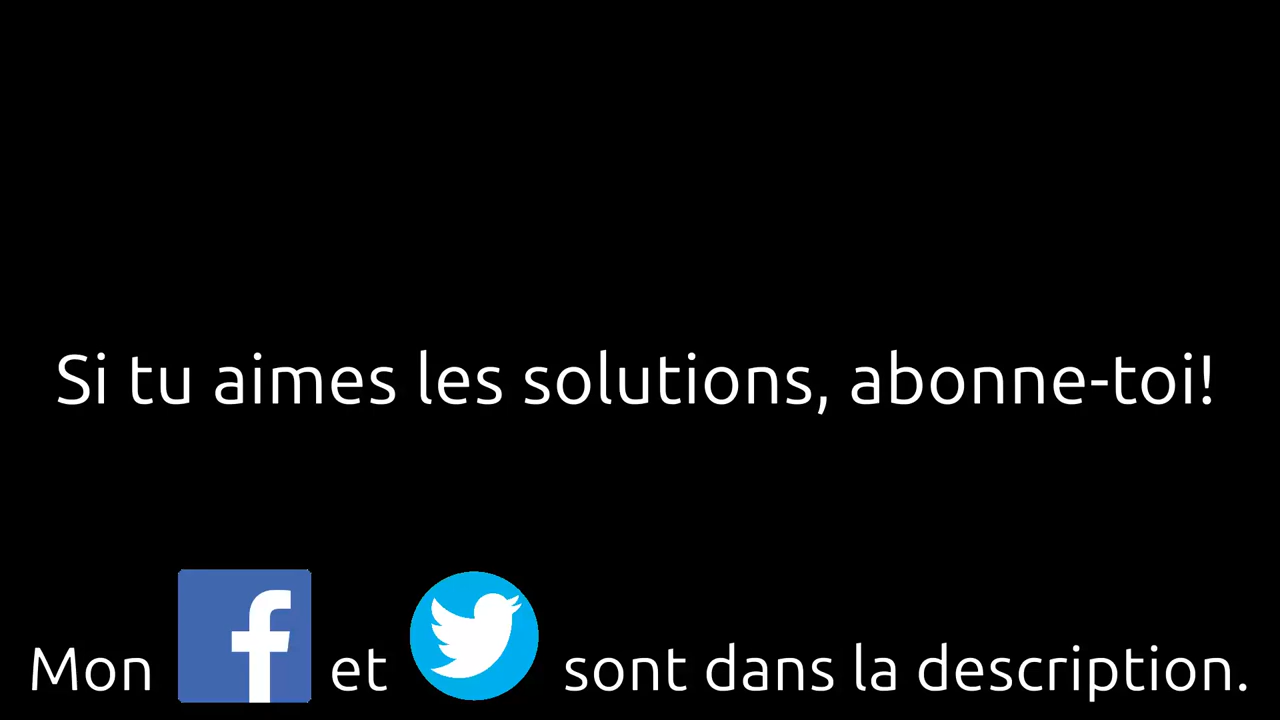 Si tu aimes les solutions, abonne-toi!
Mon f et sont dans la description.